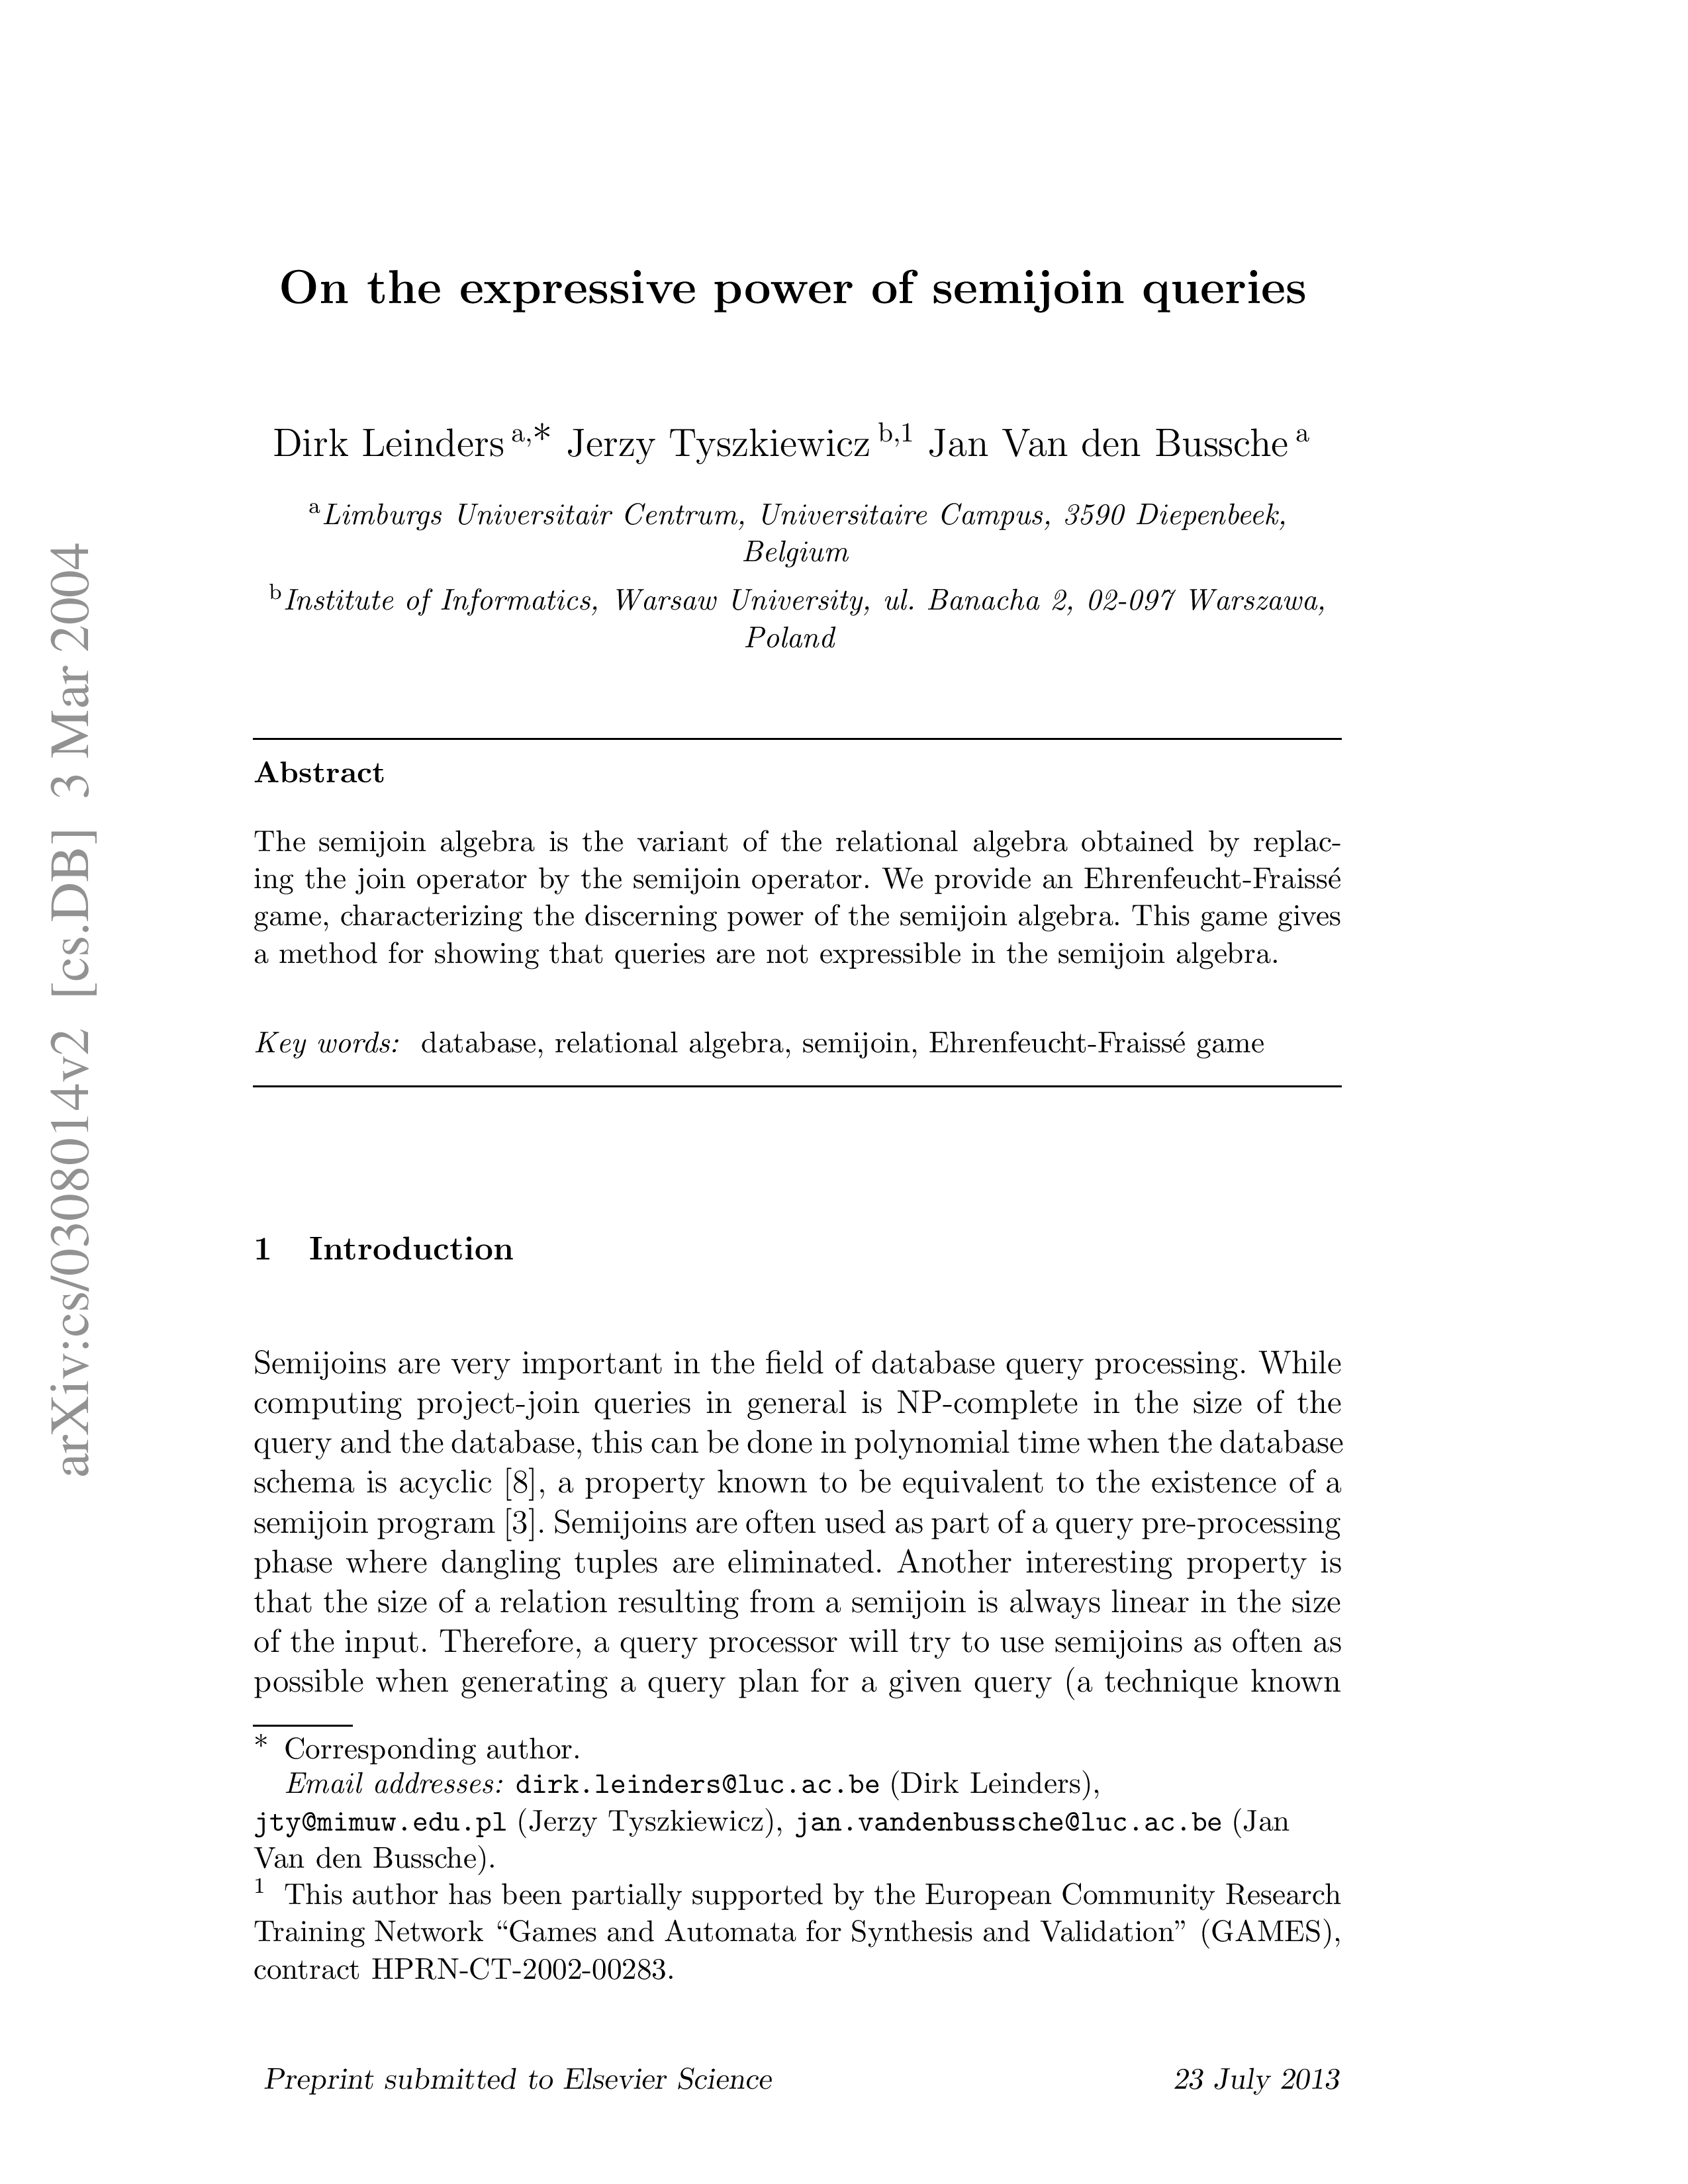 On the expressive power of semijoin queries
Dirk Leinders a,* Jerzy Tyszkiewicz b,1 Jan Van den Bussche a
a Limburgs Universitair Centrum, Universitaire Campus, 3590 Diepenbeek,
Belgium
b Institute of Informatics, Warsaw University, ul. Banacha 2, 02-097 Warszawa,
Poland
arXiv:cs/0308014v2 [cs.DB] 3 Mar 2004
Abstract
The semijoin algebra is the variant of the relational algebra obtained by replac-
ing the join operator by the semijoin operator. We provide an Ehrenfeucht-Fraissé
game, characterizing the discerning power of the semijoin algebra. This game gives
a method for showing that queries are not expressible in the semijoin algebra.
Key words: database, relational algebra, semijoin, Ehrenfeucht-Fraissé game
1 Introduction
Semijoins are very important in the field of database query processing. While
computing project-join queries in general is NP-complete in the size of the
query and the database, this can be done in polynomial time when the database
schema is acyclic [8], a property known to be equivalent to the existence of a
semijoin program [3]. Semijoins are often used as part of a query pre-processing
phase where dangling tuples are eliminated. Another interesting property is
that the size of a relation resulting from a semijoin is always linear in the size
of the input. Therefore, a query processor will try to use semijoins as often as
possible when generating a query plan for a given query (a technique known
* Corresponding author.
Email addresses: dirk.leinders@luc.ac.be (Dirk Leinders),
jty@mimuw.edu.pl (Jerzy Tyszkiewicz), jan.vandenbussche@luc.ac.be (Jan
Van den Bussche).
1 This author has been partially supported by the European Community Research
Training Network “Games and Automata for Synthesis and Validation” (GAMES),
contract HPRN-CT-2002-00283.
Preprint submitted to Elsevier Science 23 July 2013